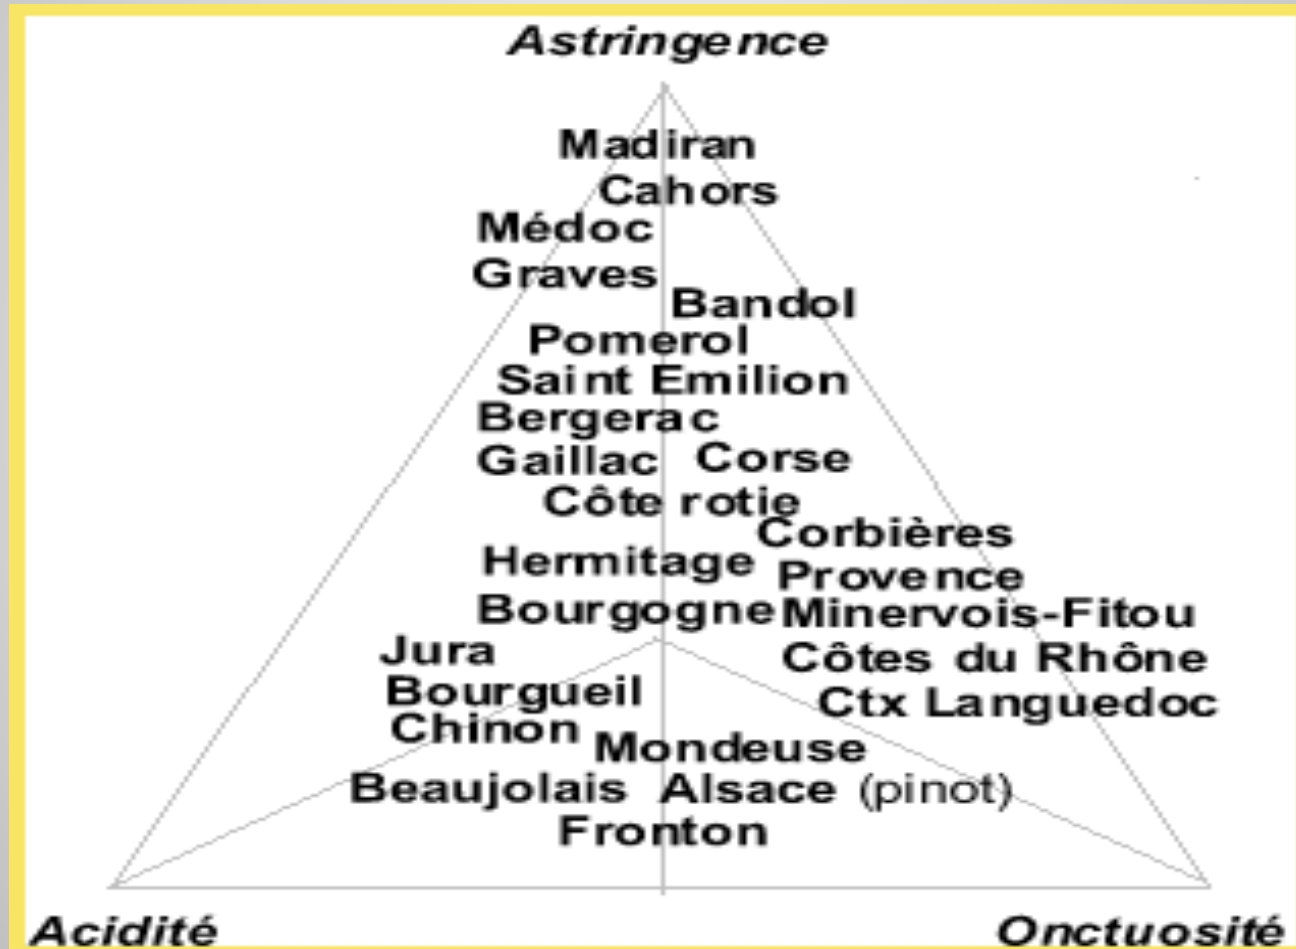 Astringence
Madiran
Cahors
Médoc
Graves
Bandol
Pomerol
Saint Emilion
Bergerac
Gaillac Corse
Côte rotie
Corbières
Hermitage
Provence
Bourgogne Minervois-Fitou
Jura
Côtes du Rhône
Bourgueil
Ctx Languedoc
Chinon
Mondeuse
Beaujolais Alsace (pinot)
Fronton
Acidité Onctuosité